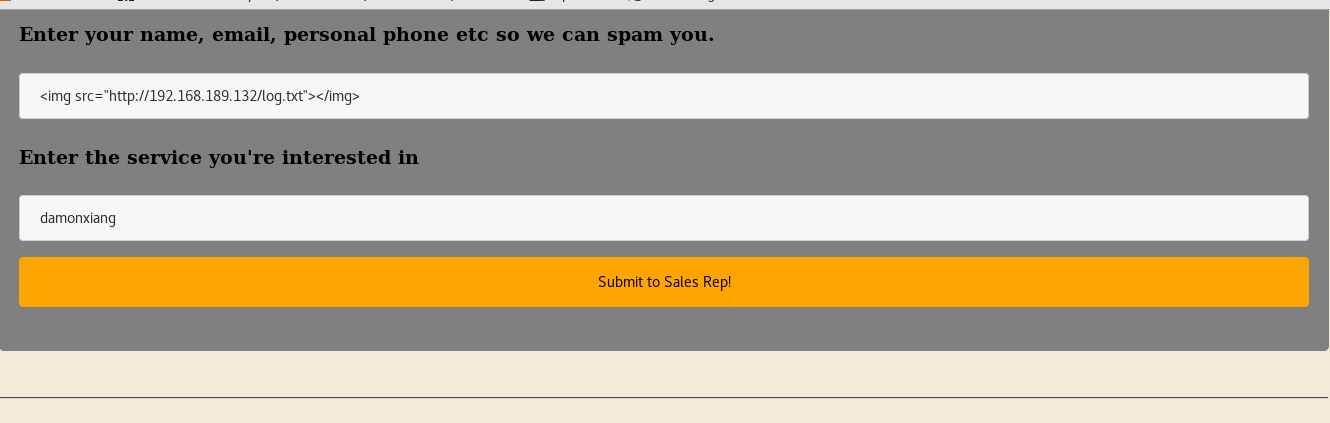 Enter your name, email, personal phone etc so we can spam you.
<img src="http://192.168.189.132/log.txt"></img>
Enter the service you're interested in
damonxiang
Submit to Sales Rep!